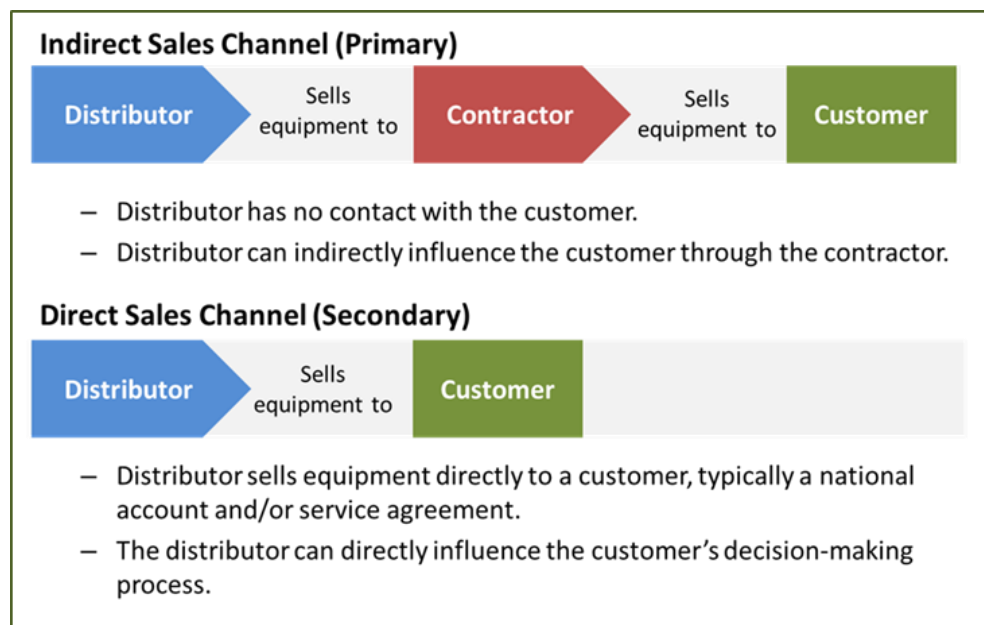 Indirect Sales Channel (Primary)
Distributor
Sells
equipment to
Contractor
Sells
equipment to
Customer
– Distributor has no contact with the customer.
– Distributor can indirectly influence the customer through the contractor.
Direct Sales Channel (Secondary)
Distributor
Sells
equipment to
Customer
– Distributor sells equipment directly to a customer, typically a national
account and/or service agreement.
– The distributor can directly influence the customer’s decision-making
process.